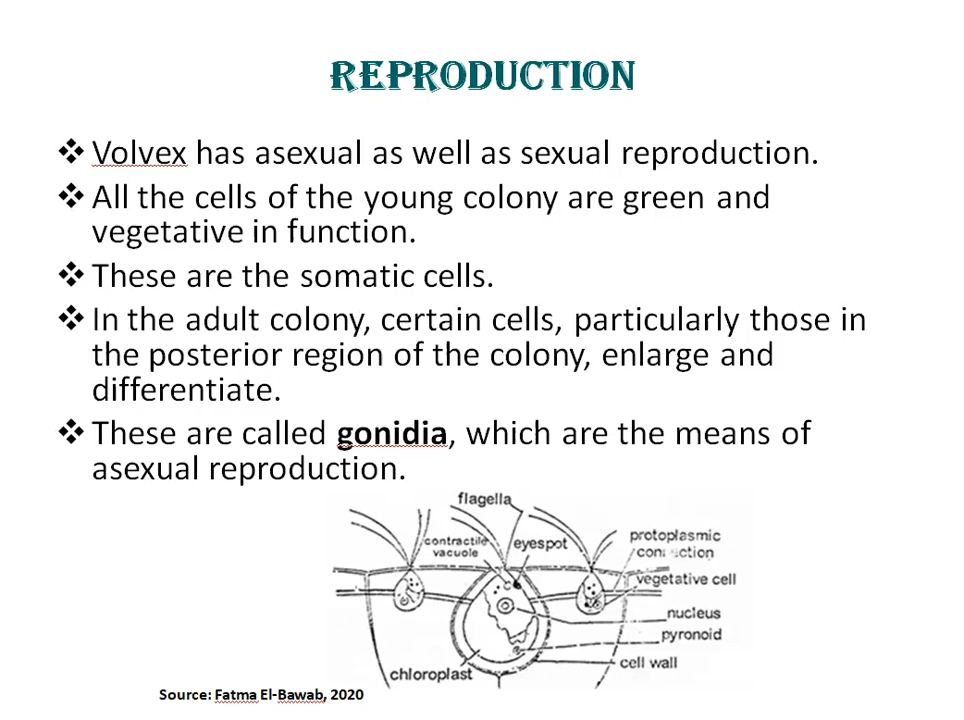 REPRODUCTION
❖ Volvex has asexual as well as sexual reproduction.
❖ All the cells of the young colony are green and
vegetative in function.
❖ These are the somatic cells.
❖ In the adult colony, certain cells, particularly those in
the posterior region of the colony, enlarge and
differentiate.
❖ These are called gonidia, which are the means of
asexual reproduction.
flagella
contractile
vacuole
eyespot
protoplasmic
vegetative cell
nucleus
pyronoid
cell wall
chloroplast
Source: Fatma El-Bawab, 2020